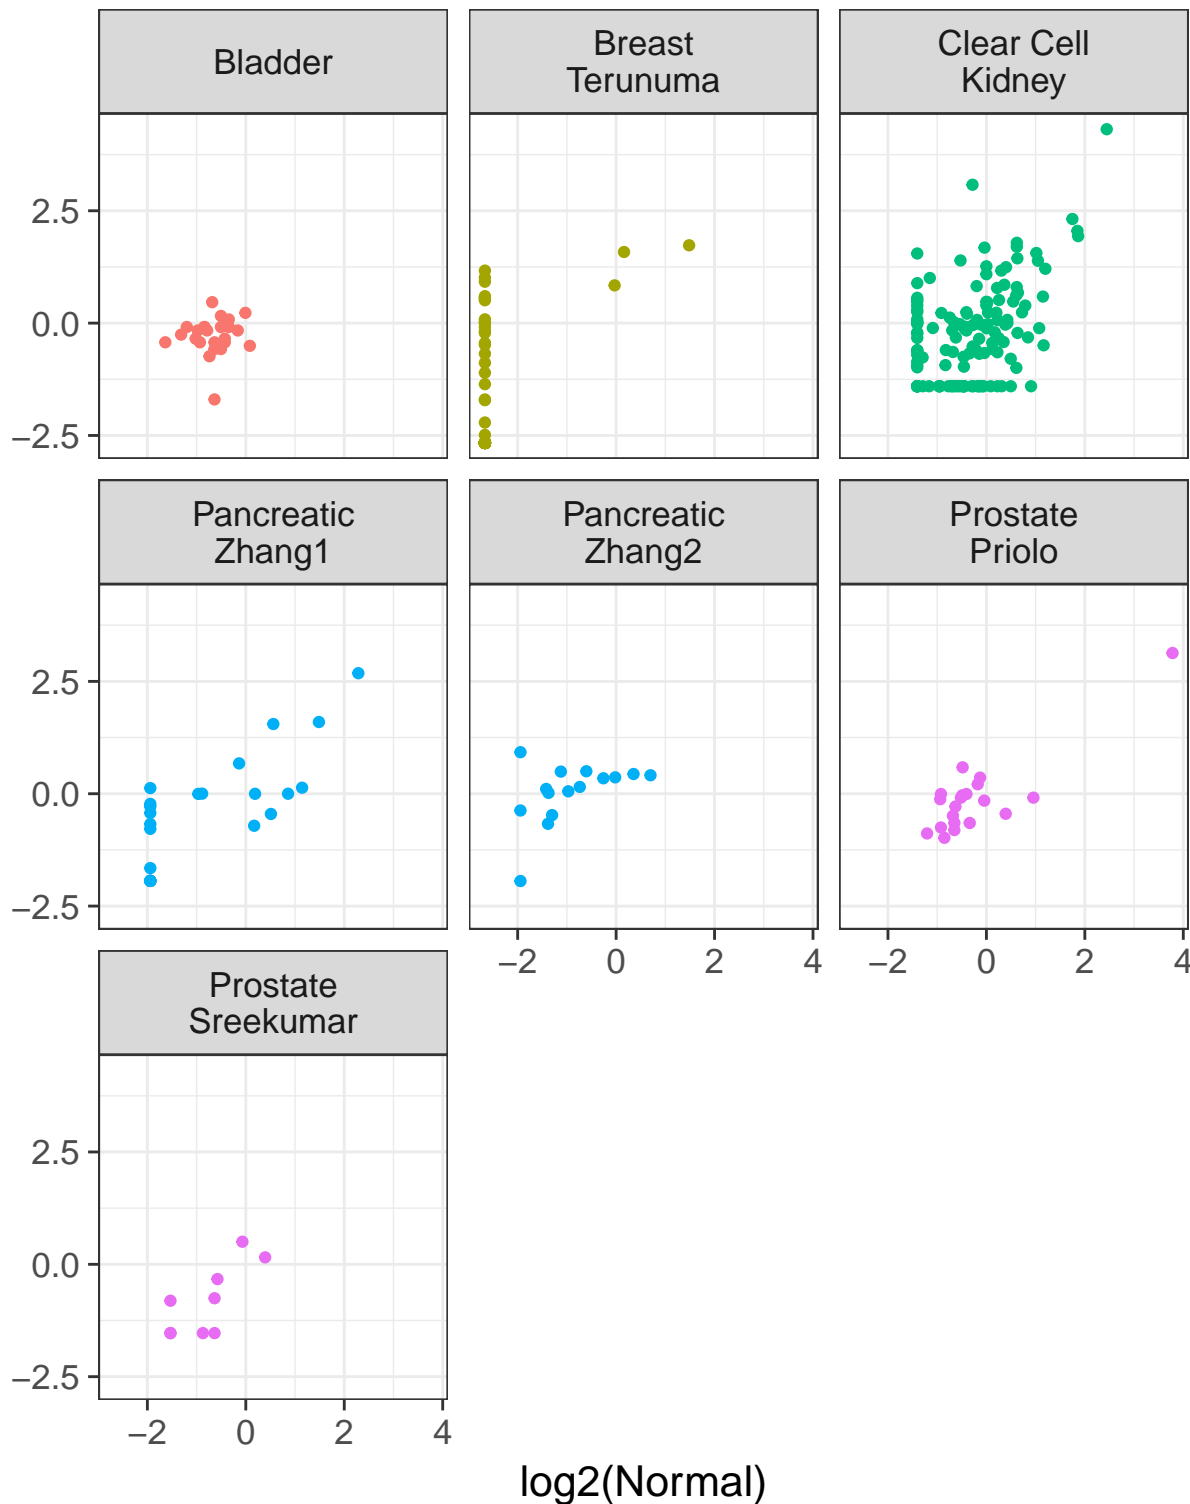 Bladder
Breast
Terunuma
Clear Cell
Kidney
2.5
0.0
−2.5
Pancreatic
Zhang1
Pancreatic
Zhang2
Prostate
Priolo
2.5
0.0
−2.5
−2 0 2 4
−2 0 2 4
Prostate
Sreekumar
2.5
0.0
−2.5
−2 0 2 4
log2(Normal)